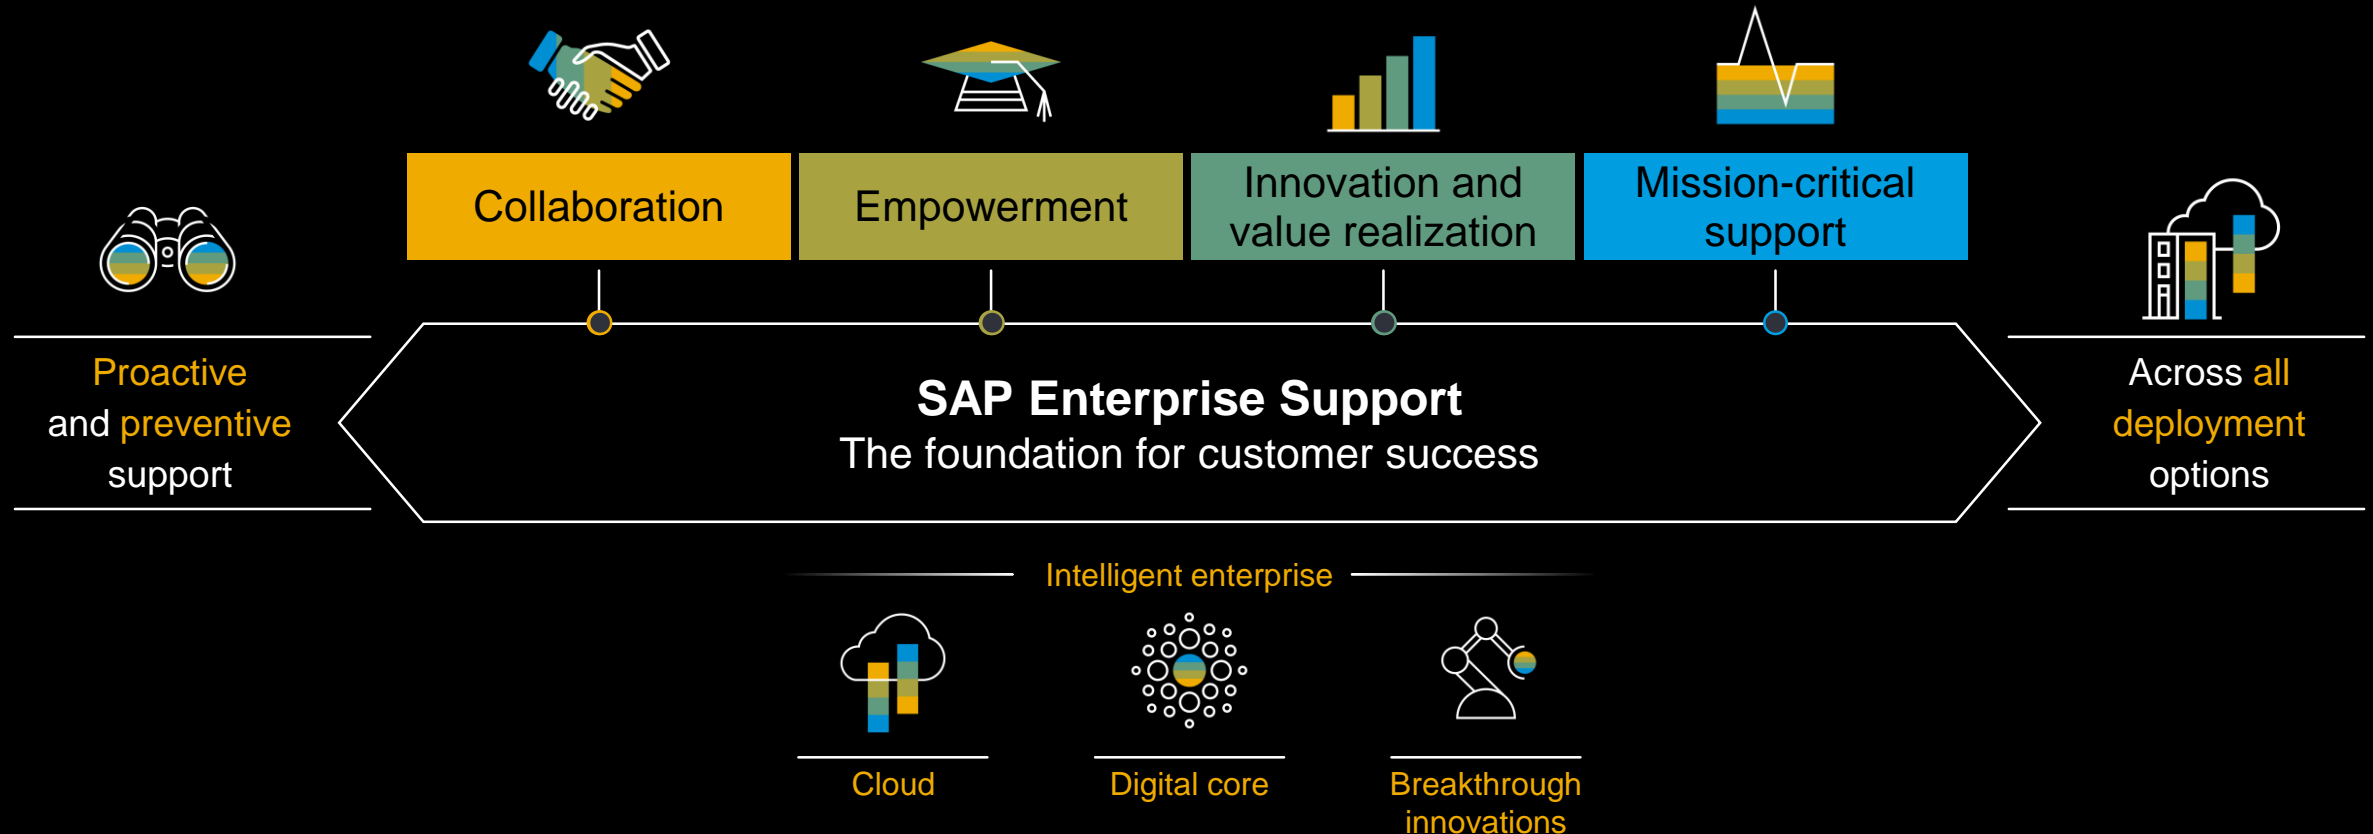 Collaboration
Empowerment
Innovation and
value realization
Mission-critical
support
Proactive
and preventive
support
SAP Enterprise Support
The foundation for customer success
Across all
deployment
options
Intelligent enterprise
Cloud
Digital core
Breakthrough
innovations